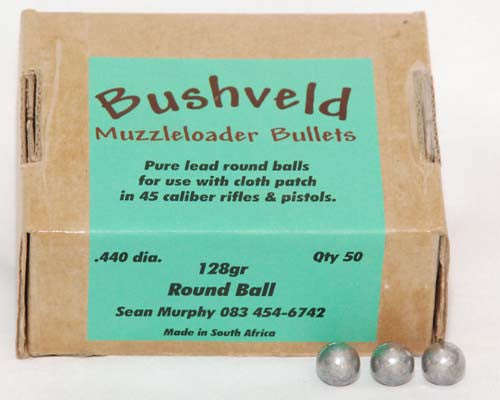 Bushveld
Muzzleloader Bullets
Pure lead round balls
for use with cloth patch
in 45 caliber rifles & pistols.
.440 dia. Qty 50
128gr
Round Ball
Sean Murphy 083 454-6742
Made in South Africa